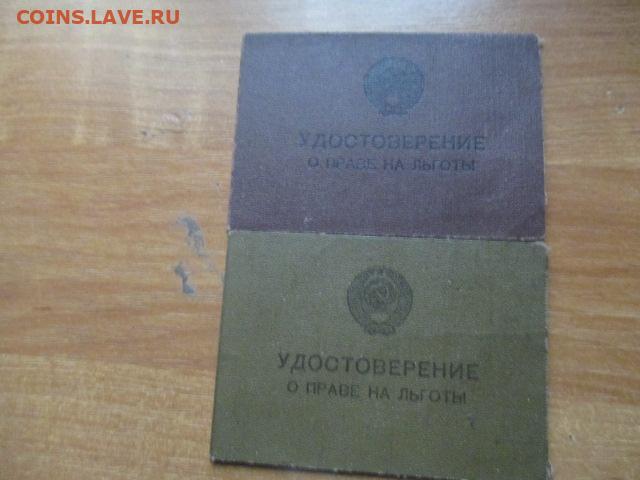 COINS.LAVE.RU
УДОСТОВЕРЕНИЕ
О ПРАВЕ НА ЛЬГОТЫ
УДОСТОВЕРЕНИЕ
О ПРАВЕ НА ЛЬГОТЫ